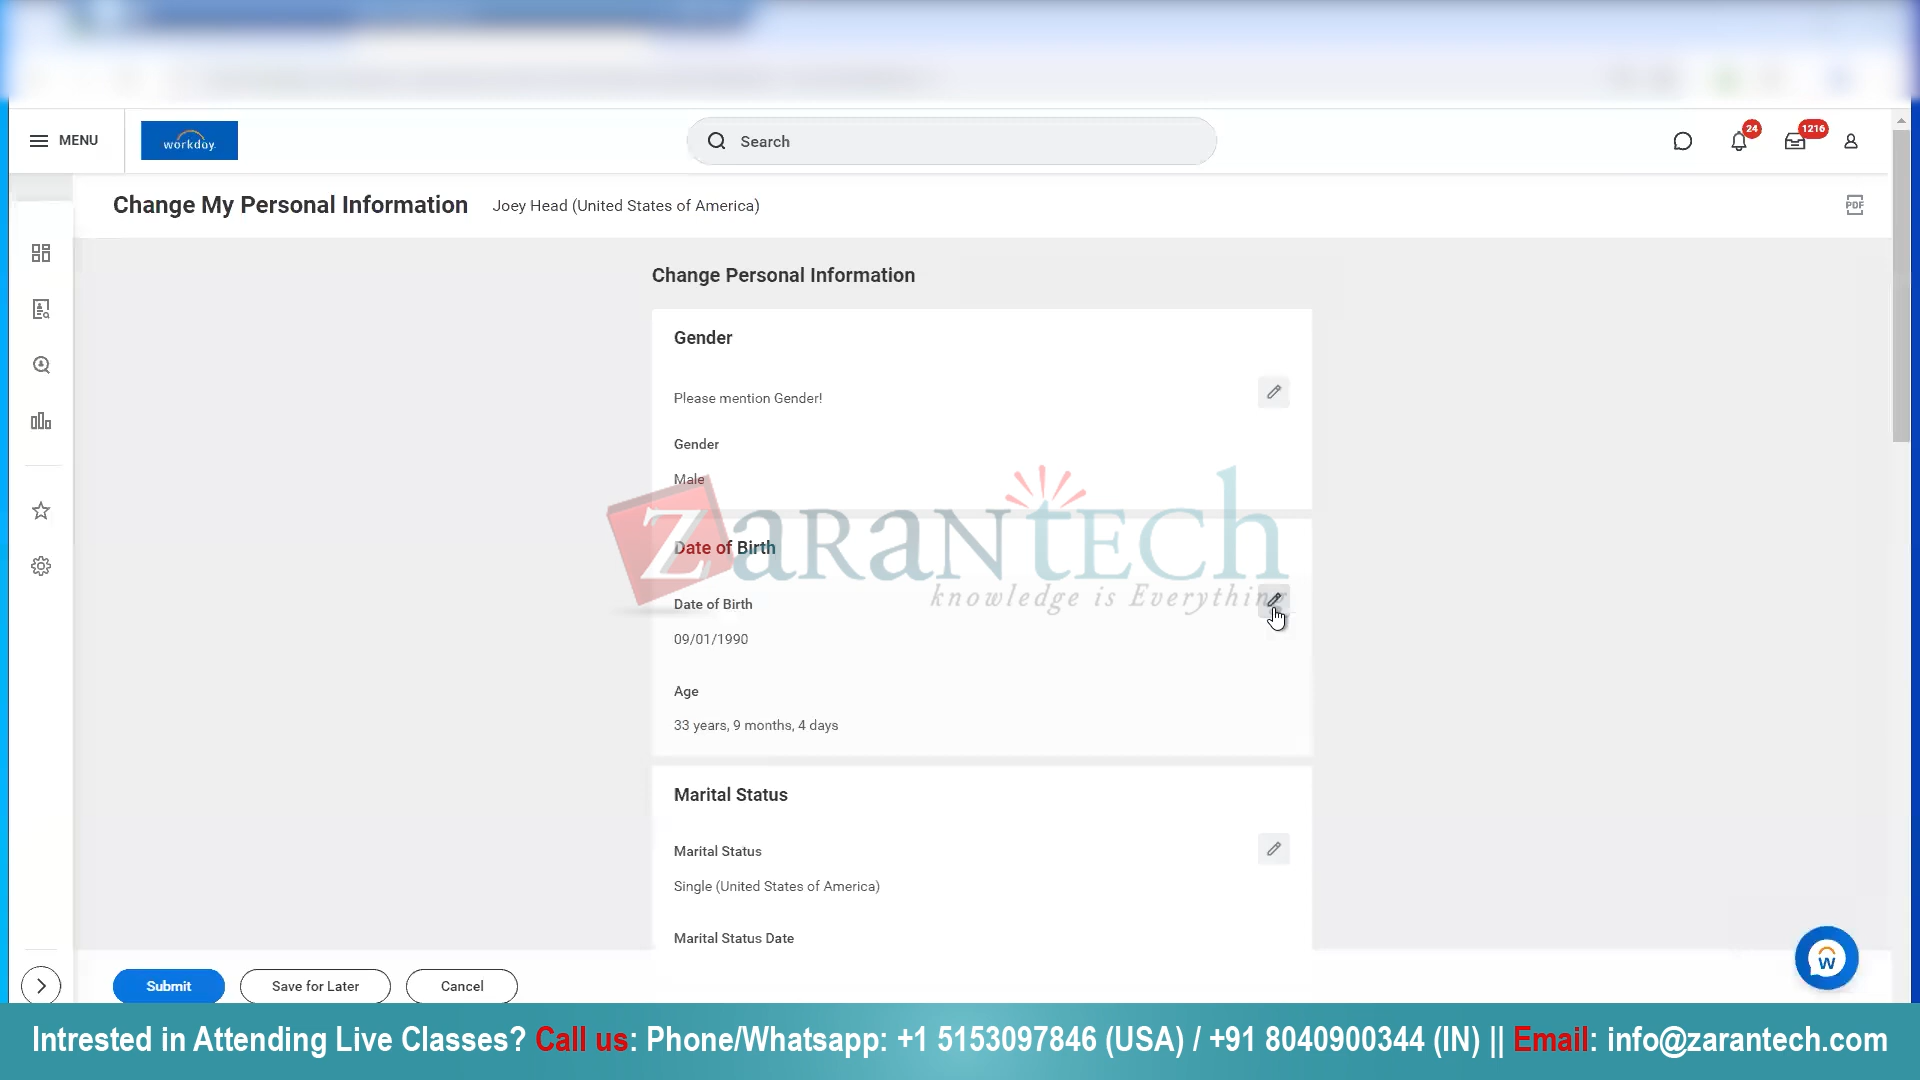 MENU
workday.
Search
24
1216
Change My Personal Information
Joey Head (United States of America)
PDF
Change Personal Information
Gender
Please mention Gender!
Gender
Male
ZaranTech
Date of Birth
knowledge is Everything
Date of Birth
09/01/1990
Age
33 years, 9 months, 4 days
Marital Status
Marital Status
Single (United States of America)
Marital Status Date
W
Submit
Save for Later
Cancel
Intrested in Attending Live Classes? Call us: Phone/Whatsapp: +1 5153097846 (USA) / +91 8040900344 (IN) || Email: info@zarantech.com